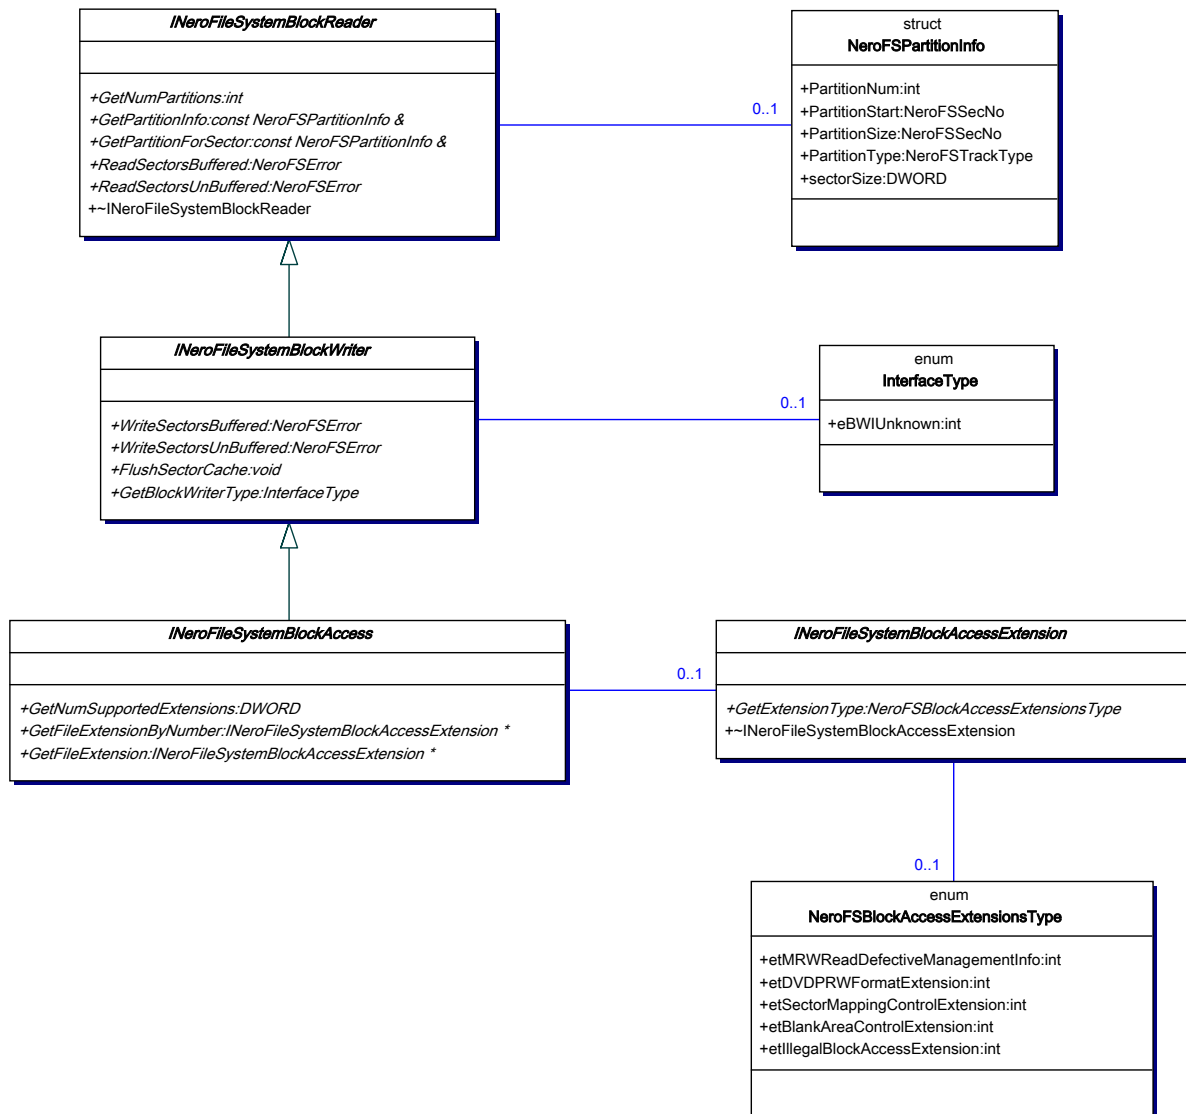 INeroFileSystemBlockReader
+GetNumPartitions:int
+GetPartitionInfo:const NeroFSPartitionInfo &
+GetPartitionForSector:const NeroFSPartitionInfo &
+ReadSectorsBuffered:NeroFSError
+ReadSectorsUnBuffered:NeroFSError
+~INeroFileSystemBlockReader
0..1
struct
NeroFSPartitionInfo
+PartitionNum:int
+PartitionStart:NeroFSSecNo
+PartitionSize:NeroFSSecNo
+PartitionType:NeroFSTrackType
+sectorSize:DWORD
INeroFileSystemBlockWriter
+WriteSectorsBuffered:NeroFSError
+WriteSectorsUnBuffered:NeroFSError
+FlushSectorCache:void
+GetBlockWriterType:InterfaceType
0..1
enum
InterfaceType
+eBWIUnknown:int
INeroFileSystemBlockAccess
+GetNumSupportedExtensions:DWORD
+GetFileExtensionByNumber:INeroFileSystemBlockAccessExtension *
+GetFileExtension:INeroFileSystemBlockAccessExtension *
0..1
INeroFileSystemBlockAccessExtension
+GetExtensionType:NeroFSBlockAccessExtensionsType
+~INeroFileSystemBlockAccessExtension
0..1
enum
NeroFSBlockAccessExtensionsType
+etMRWReadDefectiveManagementInfo:int
+etDVDPRWFormatExtension:int
+etSectorMappingControlExtension:int
+etBlankAreaControlExtension:int
+etIllegalBlockAccessExtension:int